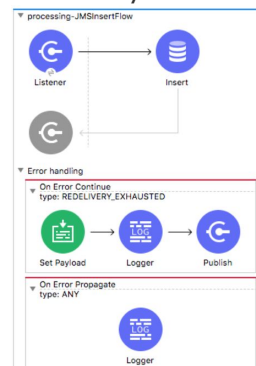 processing-JMSInsertFlow
Listener
Insert
Error handling
On Error Continue
type: REDELIVERY_EXHAUSTED
LOG
Set Payload
Logger
Publish
On Error Propagate
type: ANY
LOG
Logger